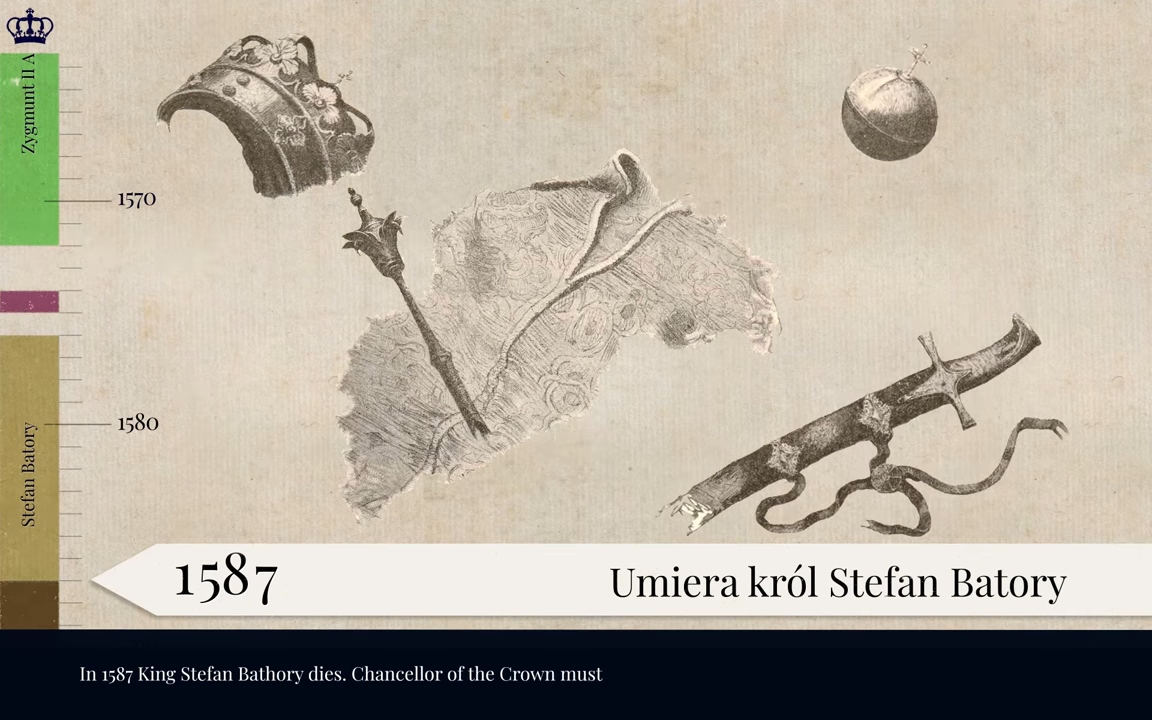 Zygmunt II A
1570
1580
Stefan Batory
1587
Umiera król Stefan Batory
In 1587 King Stefan Bathory dies. Chancellor of the Crown must